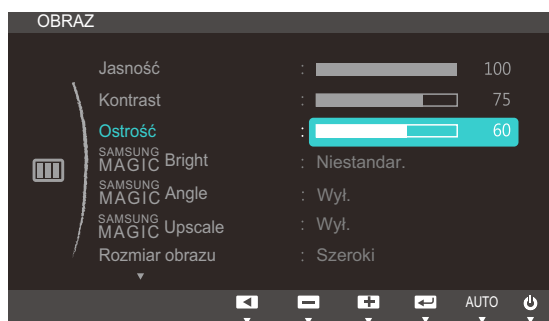 OBRAZ
Jasność : 100
Kontrast : 75
Ostrość : 60
SAMSUNG MAGIC Bright : Niestandar.
SAMSUNG MAGIC Angle : Wył.
SAMSUNG MAGIC Upscale : Wył.
Rozmiar obrazu : Szeroki
AUTO